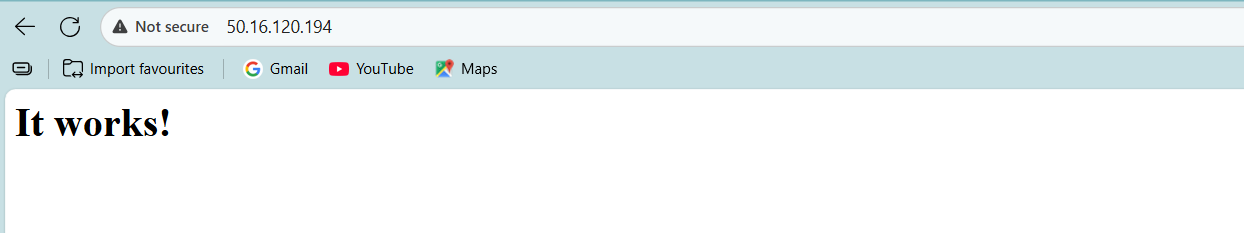 Not secure 50.16.120.194
Import favourites Gmail YouTube Maps
It works!